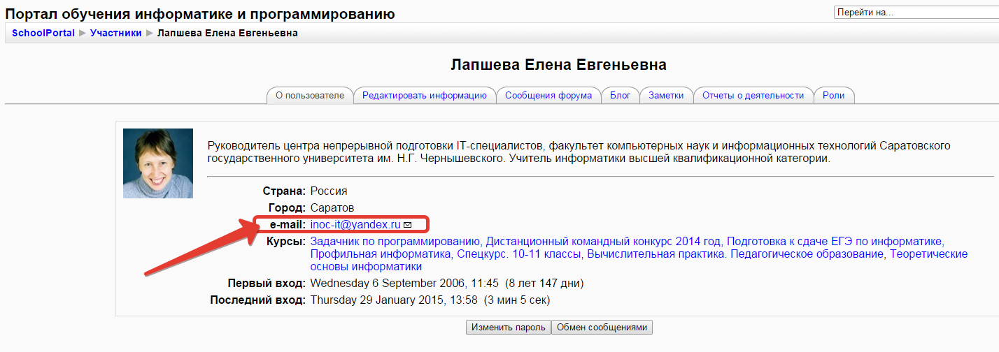 Портал обучения информатике и программированию
Перейти на...
SchoolPortal ► Участники ► Лапшева Елена Евгеньевна
Лапшева Елена Евгеньевна
О пользователе Редактировать информацию Сообщения форума Блог Заметки Отчеты о деятельности Роли
Руководитель центра непрерывной подготовки IT-специалистов, факультет компьютерных наук и информационных технологий Саратовского
государственного университета им. Н.Г. Чернышевского. Учитель информатики высшей квалификационной категории.
Страна: Россия
Город: Саратов
e-mail: inoc-it@yandex.ru
Курсы: Задачник по программированию, Дистанционный командный конкурс 2014 год, Подготовка к сдаче ЕГЭ по информатике,
Профильная информатика, Спецкурс. 10-11 классы, Вычислительная практика. Педагогическое образование, Теоретические
основы информатики
Первый вход: Wednesday 6 September 2006, 11:45 (8 лет 147 дни)
Последний вход: Thursday 29 January 2015, 13:58 (3 мин 5 сек)
Изменить пароль Обмен сообщениями